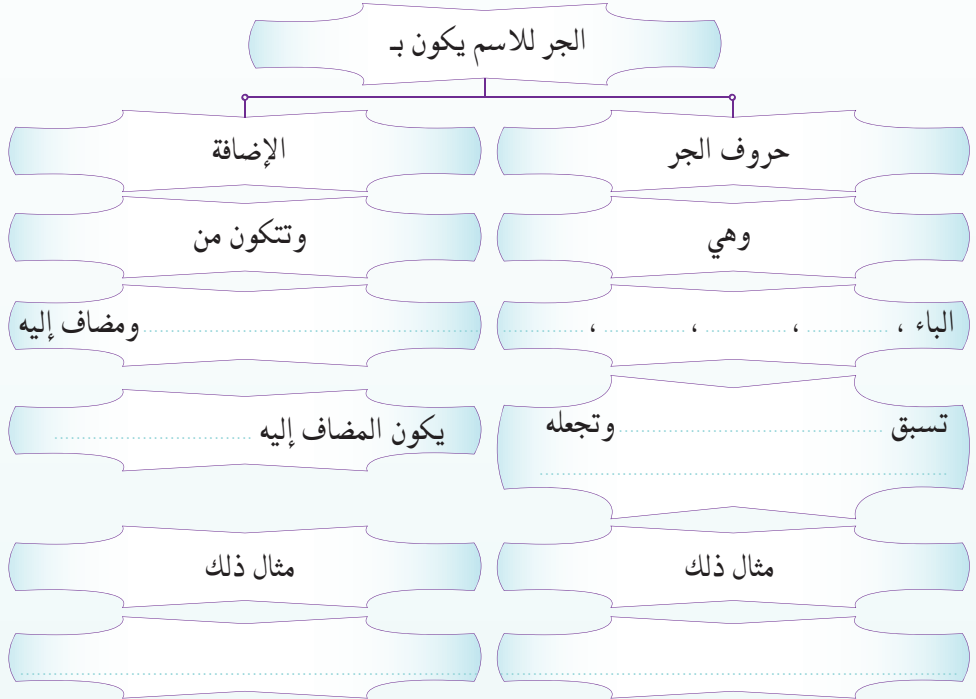 الجر للاسم يكون بـ
حروف الجر
الإضافة
وهي
وتتكون من
الباء ، ............ ، ............ ، ............ ، ............
............ ومضاف إليه
تسبق ............ وتجعله
............
يكون المضاف إليه ............
مثال ذلك
مثال ذلك
............
............